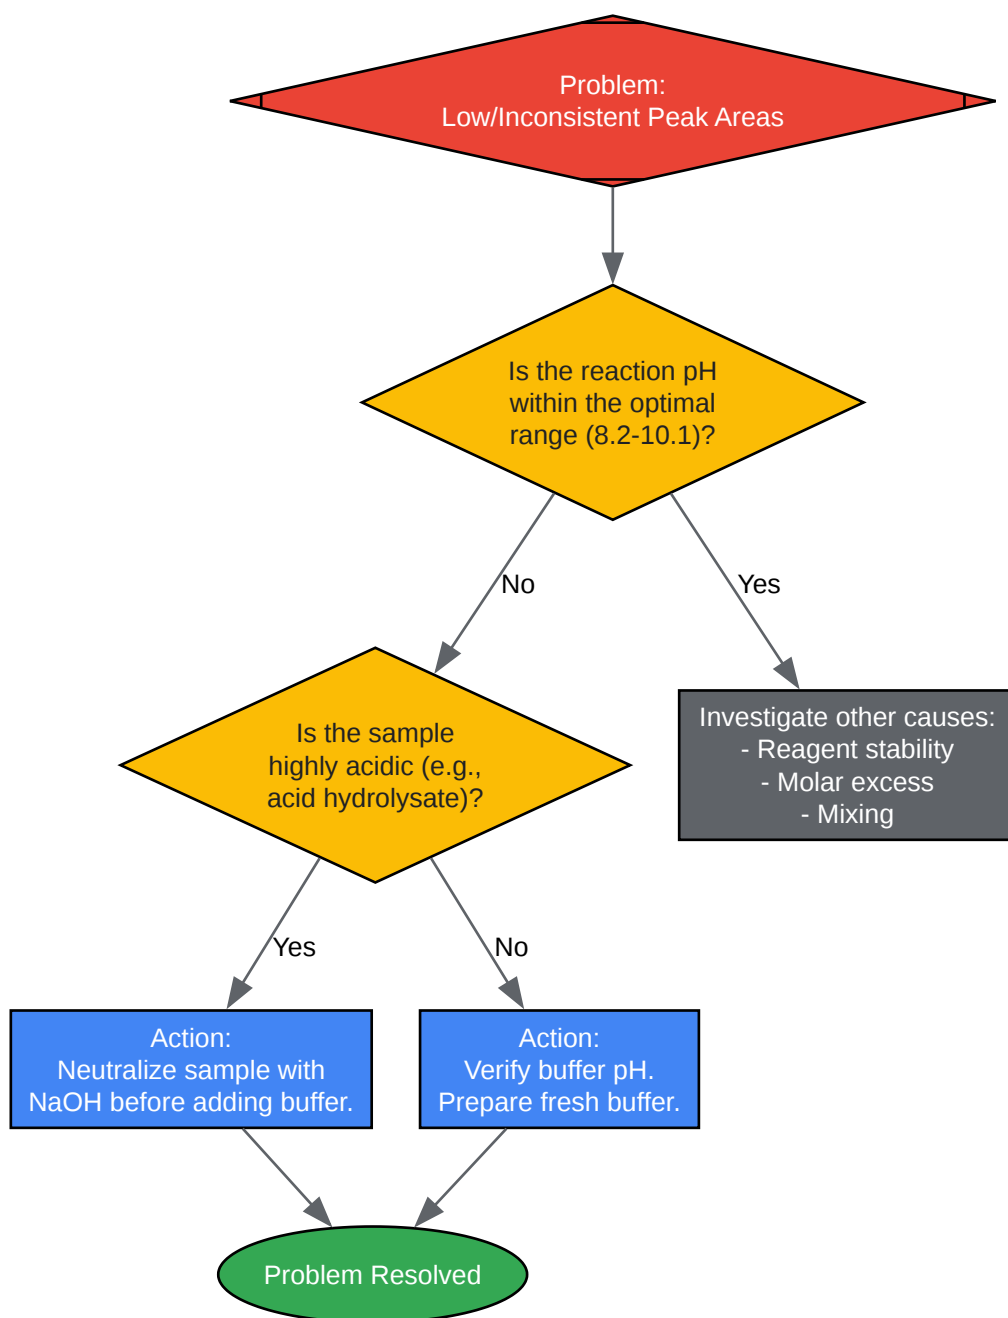 Problem:
Low/Inconsistent Peak Areas
Is the reaction pH
within the optimal
range (8.2-10.1)?
No
Yes
Is the sample
highly acidic (e.g.,
acid hydrolysate)?
Investigate other causes:
- Reagent stability
- Molar excess
- Mixing
Yes
No
Action:
Neutralize sample with
NaOH before adding buffer.
Action:
Verify buffer pH.
Prepare fresh buffer.
Problem Resolved